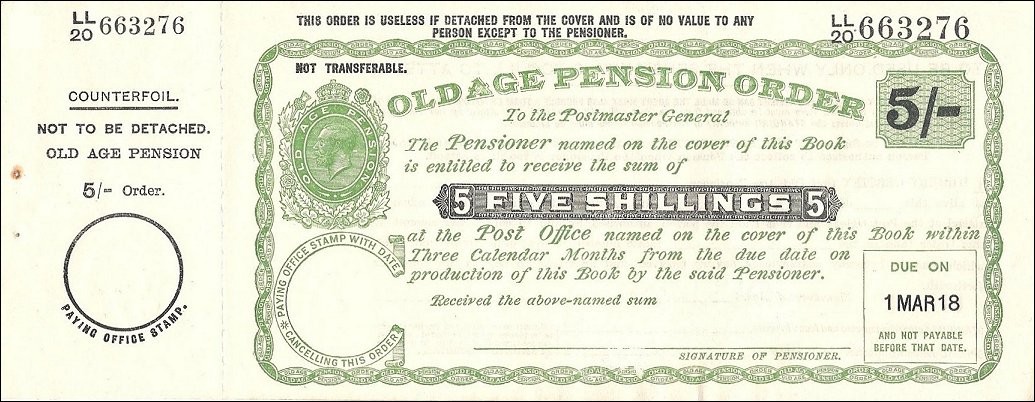 LL
20 663276
COUNTERFOIL.
NOT TO BE DETACHED.
OLD AGE PENSION
5/= Order.
PAYING OFFICE STAMP.
THIS ORDER IS USELESS IF DETACHED FROM THE COVER AND IS OF NO VALUE TO ANY
PERSON EXCEPT TO THE PENSIONER.
LL
20 663276
NOT TRANSFERABLE.
OLD AGE PENSION
OLD AGE PENSION ORDER
5/-
To the Postmaster General
The Pensioner named on the cover of this Book
is entilled to receive the sum of
5 FIVE SHILLINGS 5
at the Post Office named on the cover of this Book within
Three Calendar Months from the due date on
production of this Book by the said Pensioner.
Received the above-named sum
PAYING OFFICE STAMP WITH DATE
* CANCELLING THIS ORDER
SIGNATURE OF PENSIONER.
DUE ON
1 MAR 18
AND NOT PAYABLE
BEFORE THAT DATE.